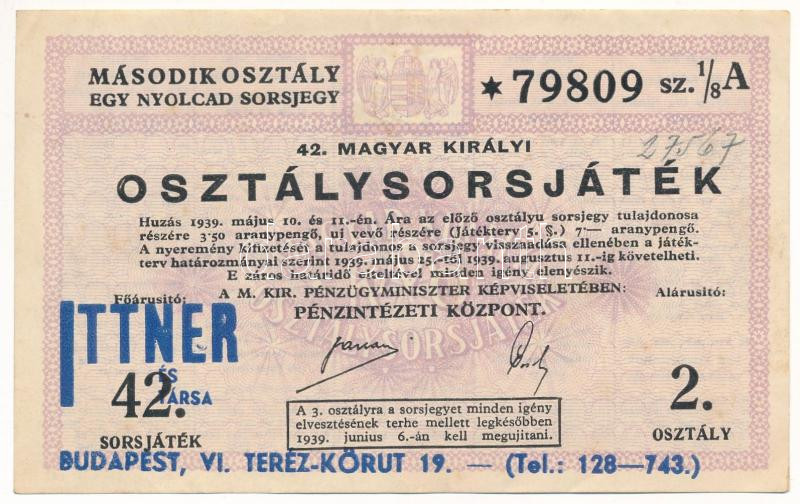 MÁSODIK OSZTÁLY
EGY NYOLCAD SORSJEGY
*79809 sz. 1/8 A
27567
42. MAGYAR KIRÁLYI
OSZTÁLYSORSJÁTÉK
Huzás 1939. május 10. és 11.-én. Ára az előző osztályu sorsjegy tulajdonosa
részére 3·50 aranypengő, uj vevő részére (Játékterv 5. §.) 7·— aranypengő.
A nyeremény kifizetését a tulajdonos a sorsjegy visszaadása ellenében a játék-
terv határozmányai szerint 1939. május 25.-től 1939. augusztus 11.-ig követelheti.
E záros határidő elteltével minden igény elenyészik.
Főárusitó:
A M. KIR. PÉNZÜGYMINISZTER KÉPVISELETÉBEN:
Alárusitó:
PÉNZINTÉZETI KÖZPONT.
OSZTÁLYSORSJÁTÉK
ITTNER
ÉS
TÁRSA
42.
SORSJÁTÉK
A 3. osztályra a sorsjegyet minden igény
elvesztésének terhe mellett legkésőbben
1939. junius 6.-án kell megujitani.
2.
OSZTÁLY
BUDAPEST, VI. TERÉZ-KÖRUT 19. — (Tel.: 128—743.)